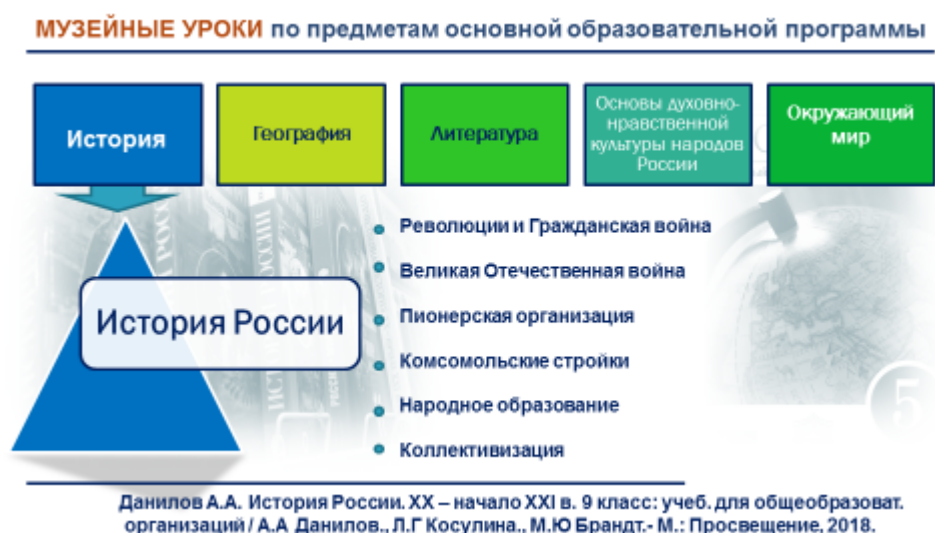 МУЗЕЙНЫЕ УРОКИ по предметам основной образовательной программы
История
География
Литература
Основы духовно-
нравственной
культуры народов
России
Окружающий
мир
История России
Революции и Гражданская война
Великая Отечественная война
Пионерская организация
Комсомольские стройки
Народное образование
Коллективизация
5
Данилов А.А. История России. XX – начало XXI в. 9 класс: учеб. для общеобразоват.
организаций / А.А Данилов., Л.Г Косулина., М.Ю Брандт.- М.: Просвещение, 2018.